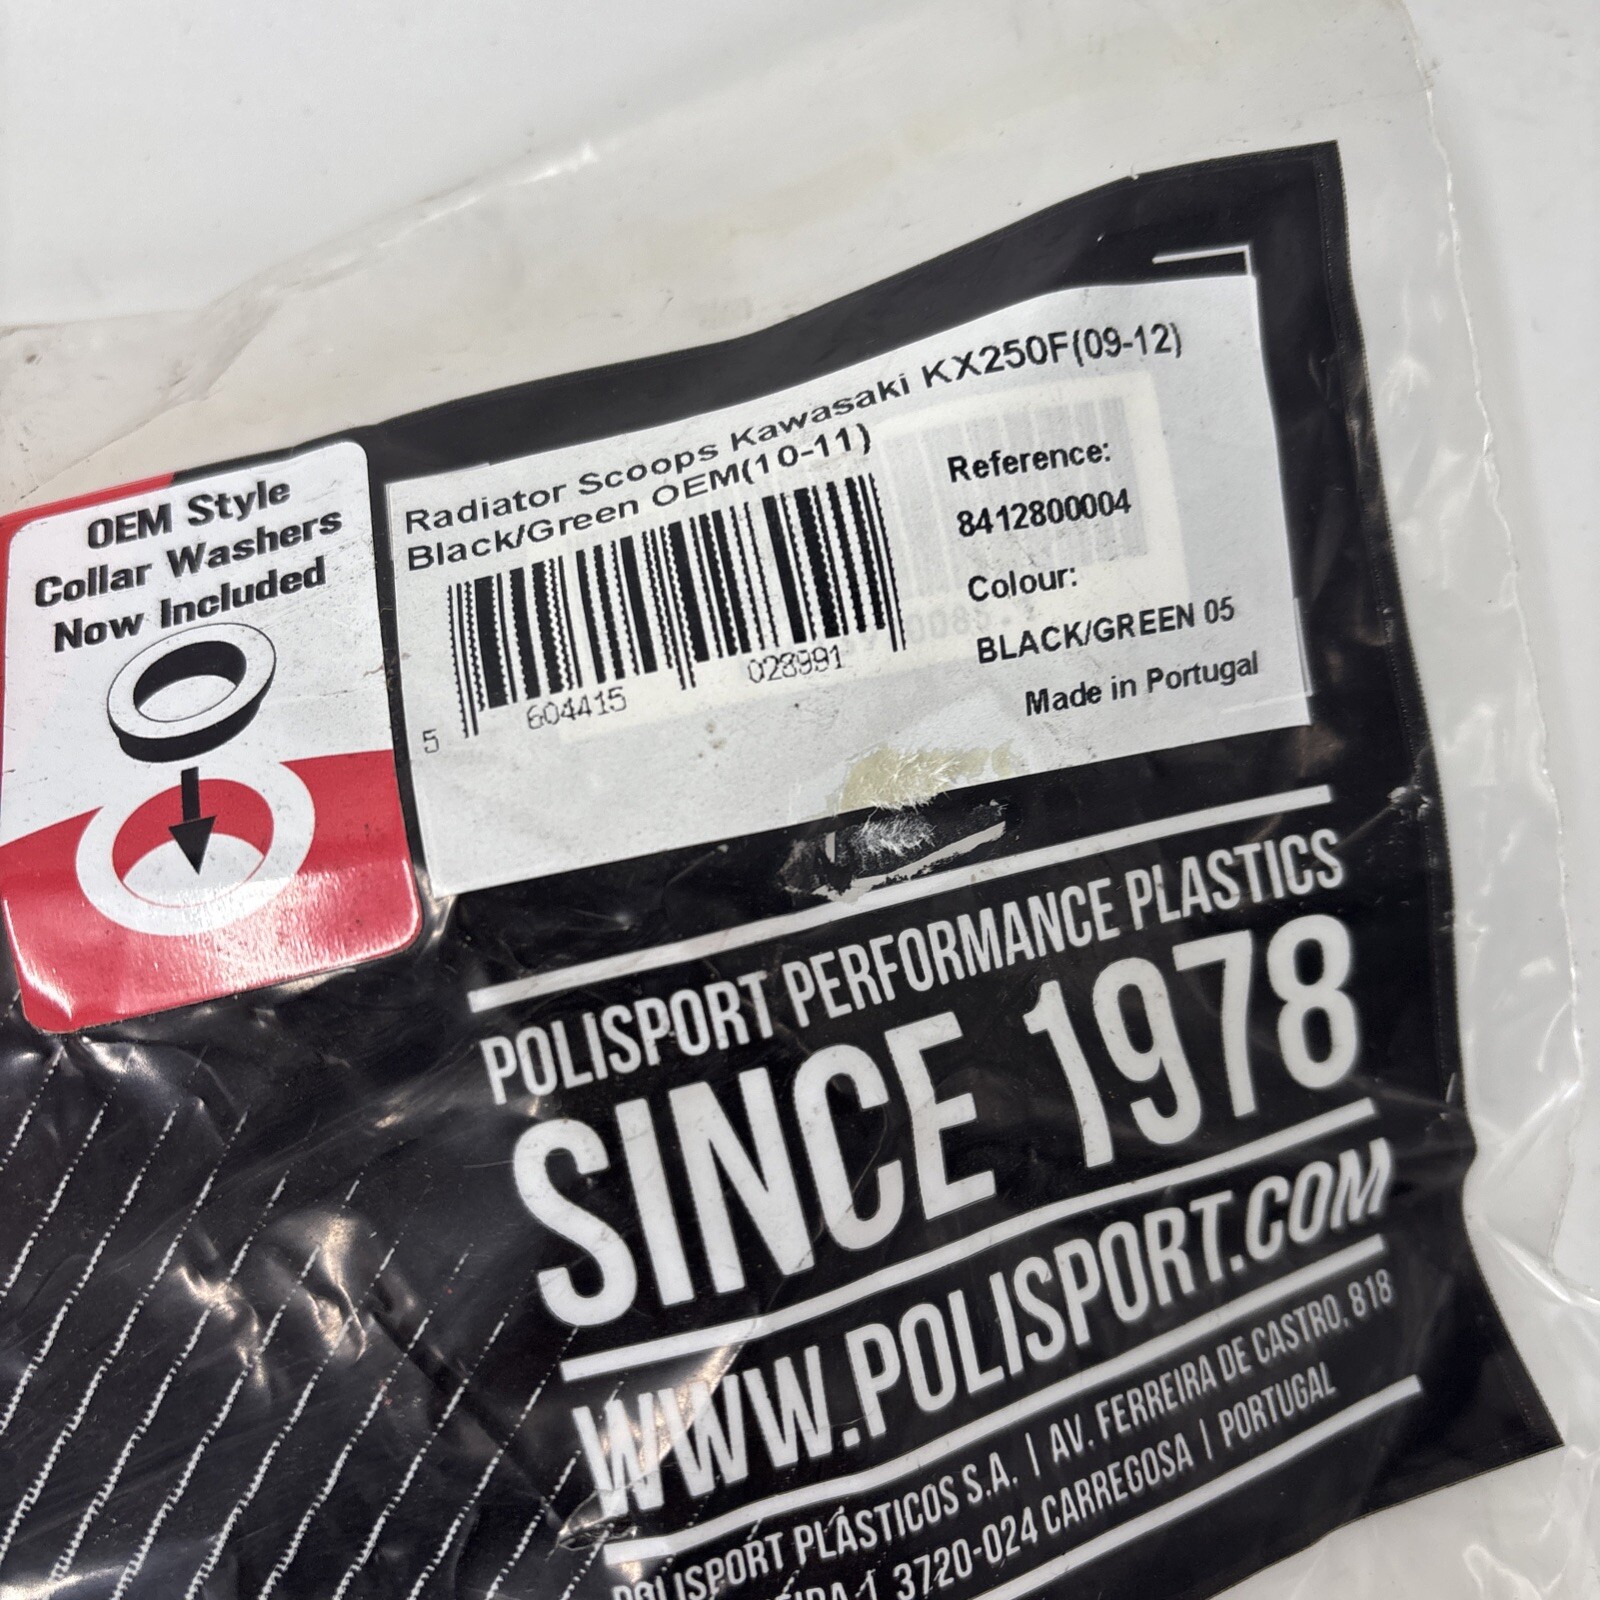 OEM Style
Collar Washers
Now Included
Radiator Scoops Kawasaki KX250F(09-12)
Black/Green OEM(10-11)
5 604415 028991
Reference:
8412800004
Colour:
BLACK/GREEN 05
Made in Portugal
POLISPORT PERFORMANCE PLASTICS
SINCE 1978
WWW.POLISPORT.COM
POLISPORT PLÁSTICOS S.A. | AV. FERREIRA DE CASTRO, 818
1 3720-024 CARREGOSA | PORTUGAL